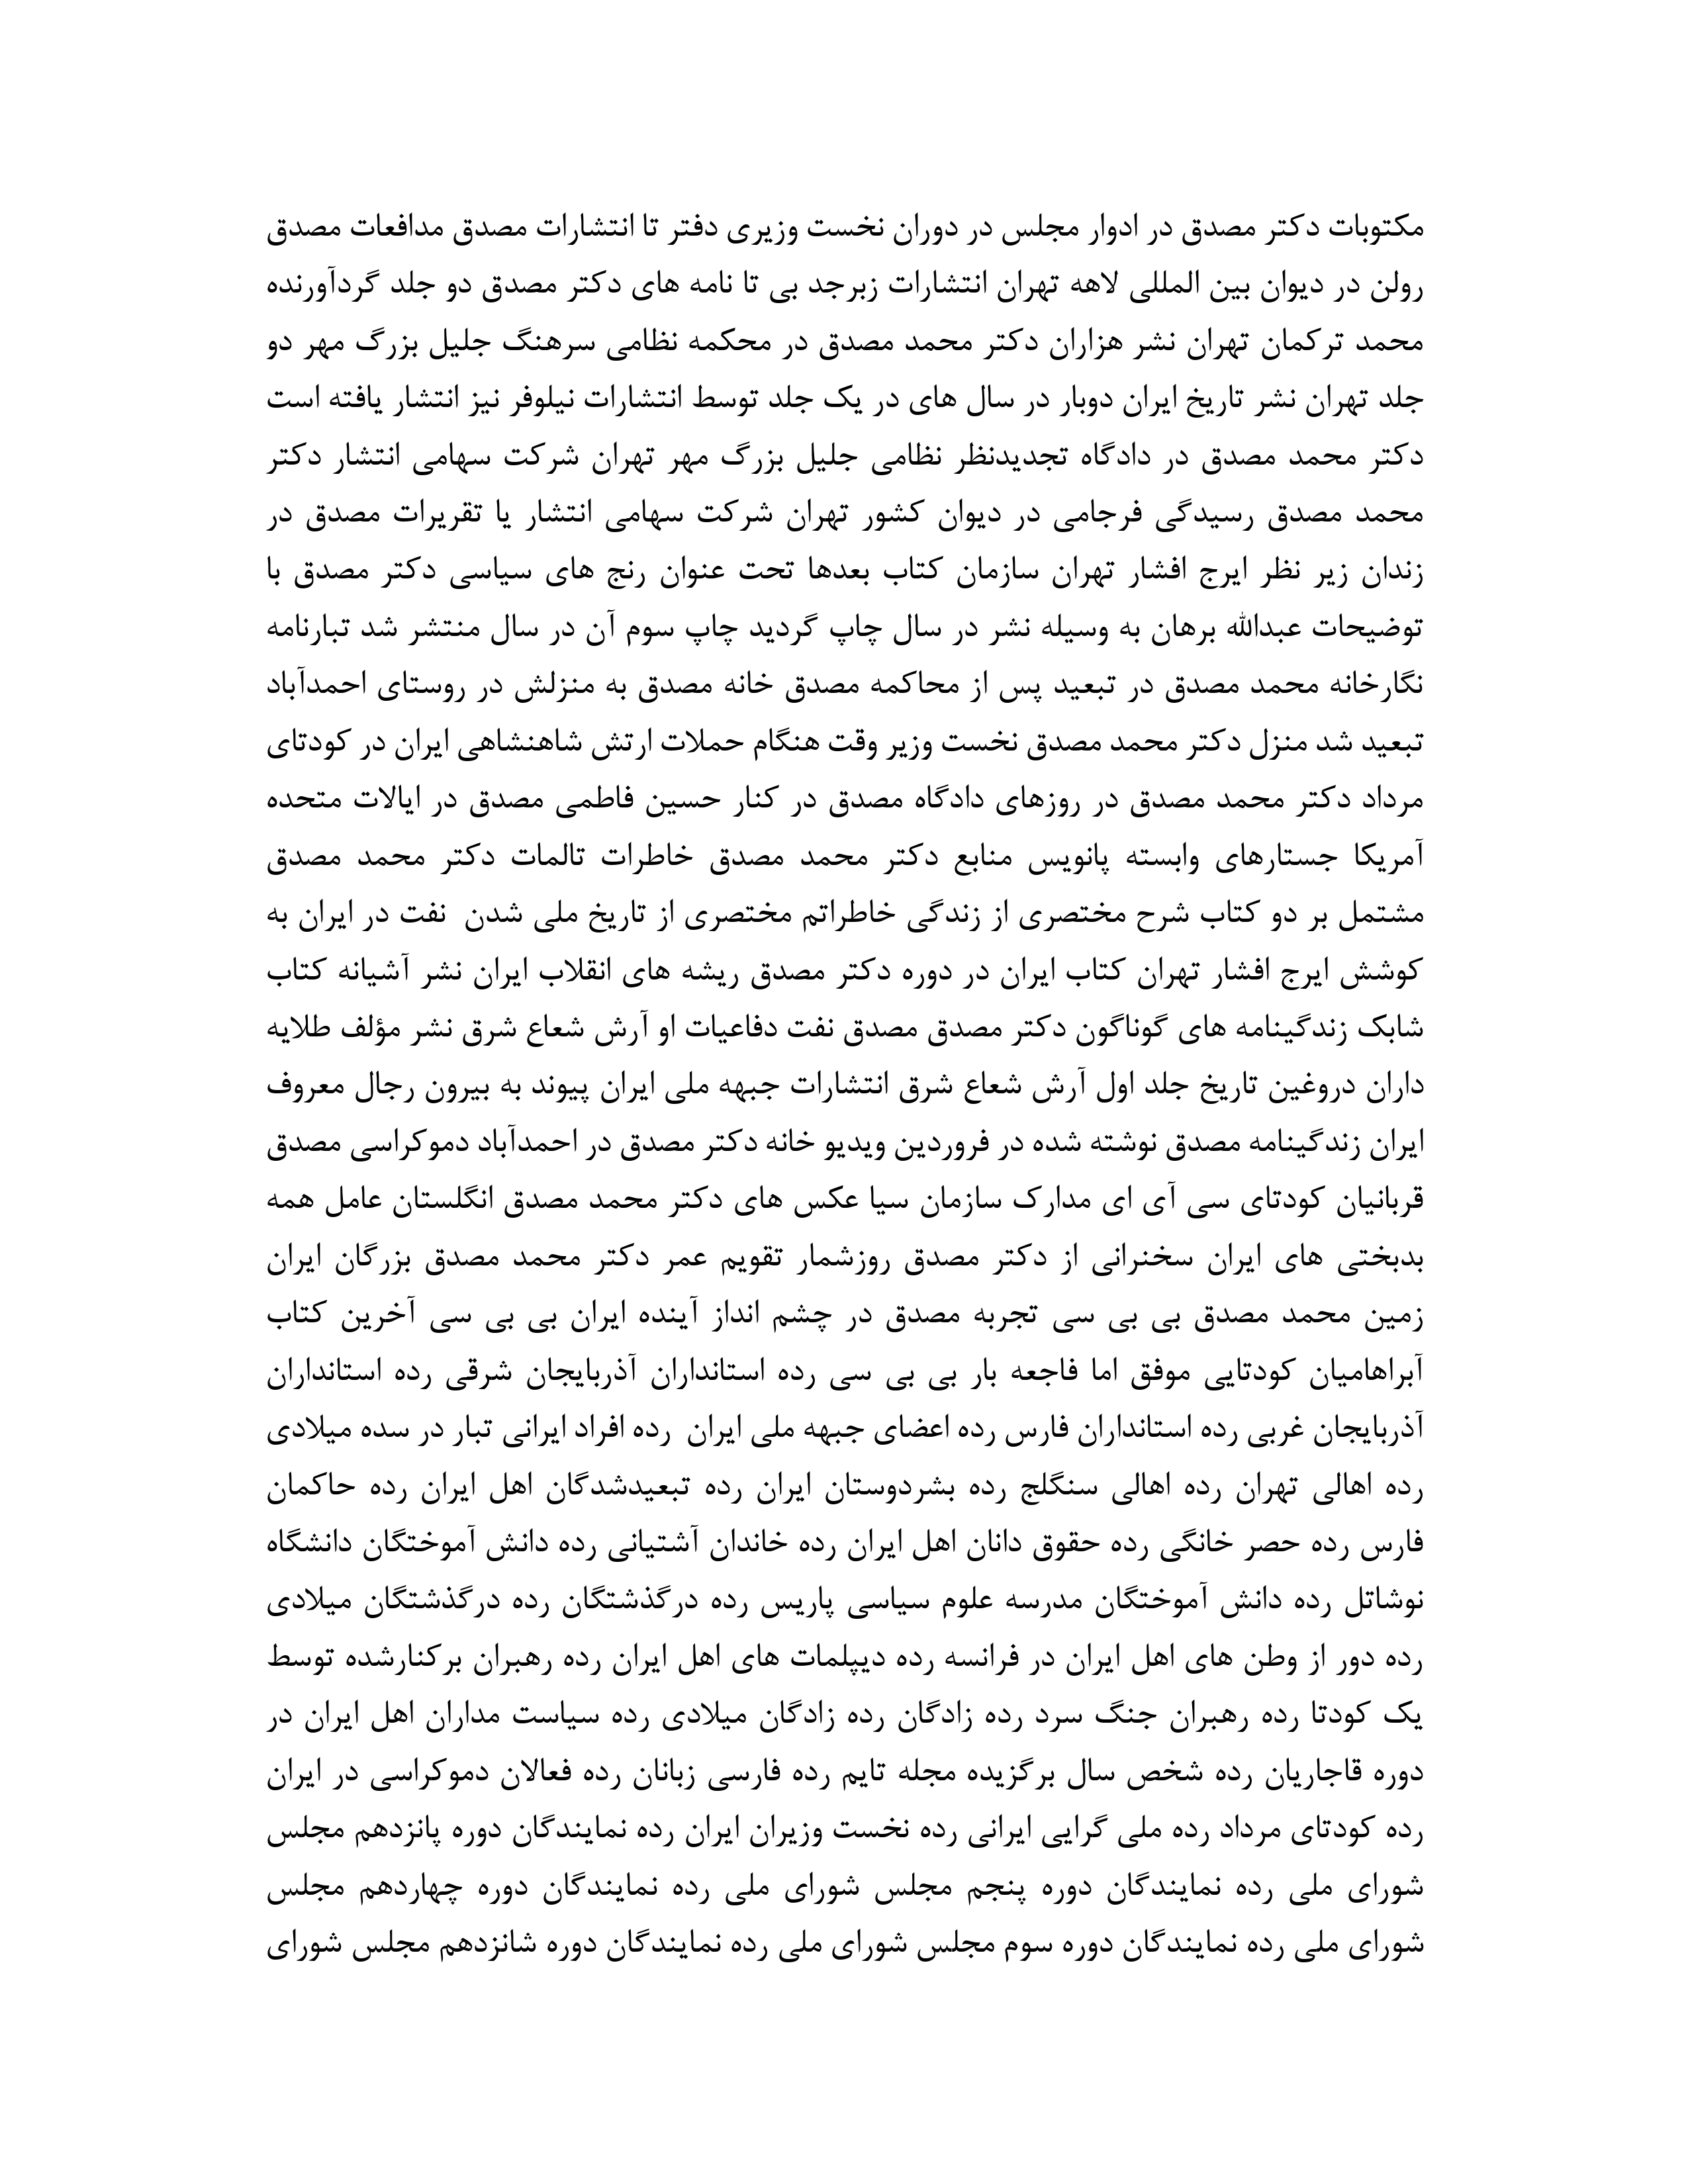 مکتوبات دکتر مصدق در ادوار مجلس در دوران نخست وزیری دفتر تا انتشارات مصدق مدافعات مصدق
رولن در دیوان بین المللی لاهه تهران انتشارات زبرجد بی تا نامه های دکتر مصدق دو جلد گردآورنده
محمد ترکمان تهران نشر هزاران دکتر محمد مصدق در محکمه نظامی سرهنگ جلیل بزرگ مهر دو
جلد تهران نشر تاریخ ایران دوبار در سال های در یک جلد توسط انتشارات نیلوفر نیز انتشار یافته است
دکتر محمد مصدق در دادگاه تجدیدنظر نظامی جلیل بزرگ مهر تهران شرکت سهامی انتشار دکتر
محمد مصدق رسیدگی فرجامی در دیوان کشور تهران شرکت سهامی انتشار یا تقریرات مصدق در
زندان زیر نظر ایرج افشار تهران سازمان کتاب بعدها تحت عنوان رنج های سیاسی دکتر مصدق با
توضیحات عبدالله برهان به وسیله نشر در سال چاپ گردید چاپ سوم آن در سال منتشر شد تبارنامه
نگارخانه محمد مصدق در تبعید پس از محاکمه مصدق خانه مصدق به منزلش در روستای احمدآباد
تبعید شد منزل دکتر محمد مصدق نخست وزیر وقت هنگام حملات ارتش شاهنشاهی ایران در کودتای
مرداد دکتر محمد مصدق در روزهای دادگاه مصدق در کنار حسین فاطمی مصدق در ایالات متحده
آمریکا جستارهای وابسته پانویس منابع دکتر محمد مصدق خاطرات تالمات دکتر محمد مصدق
مشتمل بر دو کتاب شرح مختصری از زندگی خاطراتم مختصری از تاریخ ملی شدن نفت در ایران به
کوشش ایرج افشار تهران کتاب ایران در دوره دکتر مصدق ریشه های انقلاب ایران نشر آشیانه کتاب
شابک زندگینامه های گوناگون دکتر مصدق مصدق نفت دفاعیات او آرش شعاع شرق نشر مؤلف طلایه
داران دروغین تاریخ جلد اول آرش شعاع شرق انتشارات جبهه ملی ایران پیوند به بیرون رجال معروف
ایران زندگینامه مصدق نوشته شده در فروردین ویدیو خانه دکتر مصدق در احمدآباد دموکراسی مصدق
قربانیان کودتای سی آی ای مدارک سازمان سیا عکس های دکتر محمد مصدق انگلستان عامل همه
بدبختی های ایران سخنرانی از دکتر مصدق روزشمار تقویم عمر دکتر محمد مصدق بزرگان ایران
زمین محمد مصدق بی بی سی تجربه مصدق در چشم انداز آینده ایران بی بی سی آخرین کتاب
آبراهامیان کودتایی موفق اما فاجعه بار بی بی سی رده استانداران آذربایجان شرقی رده استانداران
آذربایجان غربی رده استانداران فارس رده اعضای جبهه ملی ایران رده افراد ایرانی تبار در سده میلادی
رده اهالی تهران رده اهالی سنگلج رده بشردوستان ایران رده تبعیدشدگان اهل ایران رده حاکمان
فارس رده حصر خانگی رده حقوق دانان اهل ایران رده خاندان آشتیانی رده دانش آموختگان دانشگاه
نوشاتل رده دانش آموختگان مدرسه علوم سیاسی پاریس رده درگذشتگان رده درگذشتگان میلادی
رده دور از وطن های اهل ایران در فرانسه رده دیپلمات های اهل ایران رده رهبران برکنارشده توسط
یک کودتا رده رهبران جنگ سرد رده زادگان رده زادگان میلادی رده سیاست مداران اهل ایران در
دوره قاجاریان رده شخص سال برگزیده مجله تایم رده فارسی زبانان رده فعالان دموکراسی در ایران
رده کودتای مرداد رده ملی گرایی ایرانی رده نخست وزیران ایران رده نمایندگان دوره پانزدهم مجلس
شورای ملی رده نمایندگان دوره پنجم مجلس شورای ملی رده نمایندگان دوره چهاردهم مجلس
شورای ملی رده نمایندگان دوره سوم مجلس شورای ملی رده نمایندگان دوره شانزدهم مجلس شورای